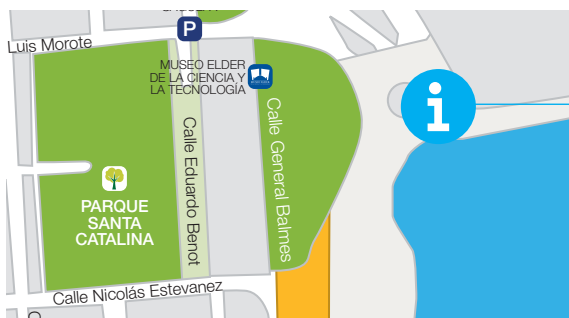 P
Luis Morote
MUSEO ELDER
DE LA CIENCIA Y
LA TECNOLOGÍA
i
Calle Eduardo Benot
Calle General Balmes
PARQUE
SANTA
CATALINA
Calle Nicolás Estevanez